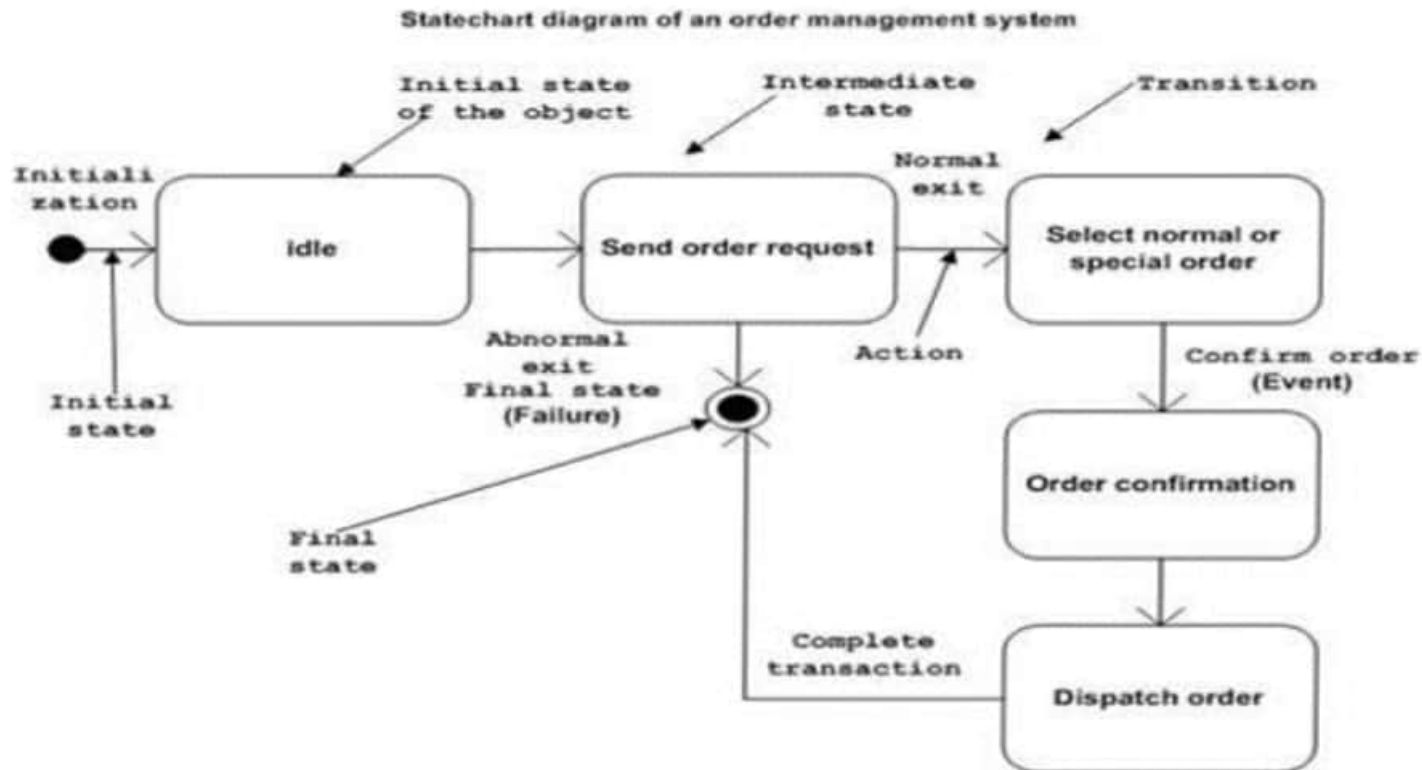 Statechart diagram of an order management system
Initial state
of the object
Intermediate
state
Transition
Initiali
zation
Normal
exit
idle
Send order request
Select normal or
special order
Initial
state
Abnormal
exit
Final state
(Failure)
Action
Confirm order
(Event)
Order confirmation
Final
state
Complete
transaction
Dispatch order